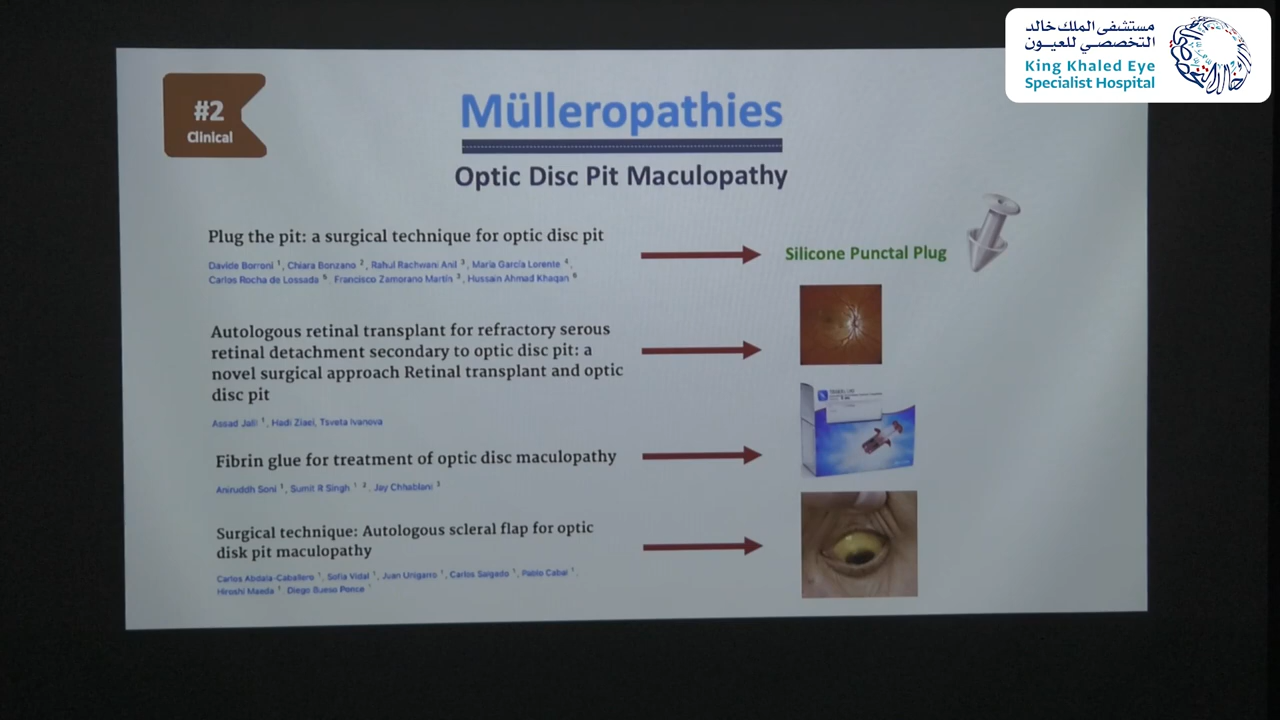 مستشفى الملك خالد
التخصصي للعيون
King Khaled Eye
Specialist Hospital
#2
Clinical
Mülleropathies
Optic Disc Pit Maculopathy
Plug the pit: a surgical technique for optic disc pit
Davide Borroni 1, Chiara Bonzano 2, Rahul Rachwani Anil 3, María García Lorente 4,
Carlos Rocha de Lossada 5, Francisco Zamorano Martín 3, Hussain Ahmad Khaqan 6
Silicone Punctal Plug
Autologous retinal transplant for refractory serous
retinal detachment secondary to optic disc pit: a
novel surgical approach Retinal transplant and optic
disc pit
Assad Jalil 1, Hadi Ziaei, Tsveta Ivanova
Fibrin glue for treatment of optic disc maculopathy
Aniruddh Soni 1, Sumit R Singh 1 2, Jay Chhablani 3
Surgical technique: Autologous scleral flap for optic
disk pit maculopathy
Carlos Abdala-Caballero 1, Sofia Vidal 1, Juan Unigarro 1, Carlos Salgado 1, Pablo Cabal 1,
Hiroshi Maeda 1, Diego Bueso Ponce 1